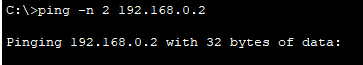 C:\>ping -n 2 192.168.0.2
Pinging 192.168.0.2 with 32 bytes of data: